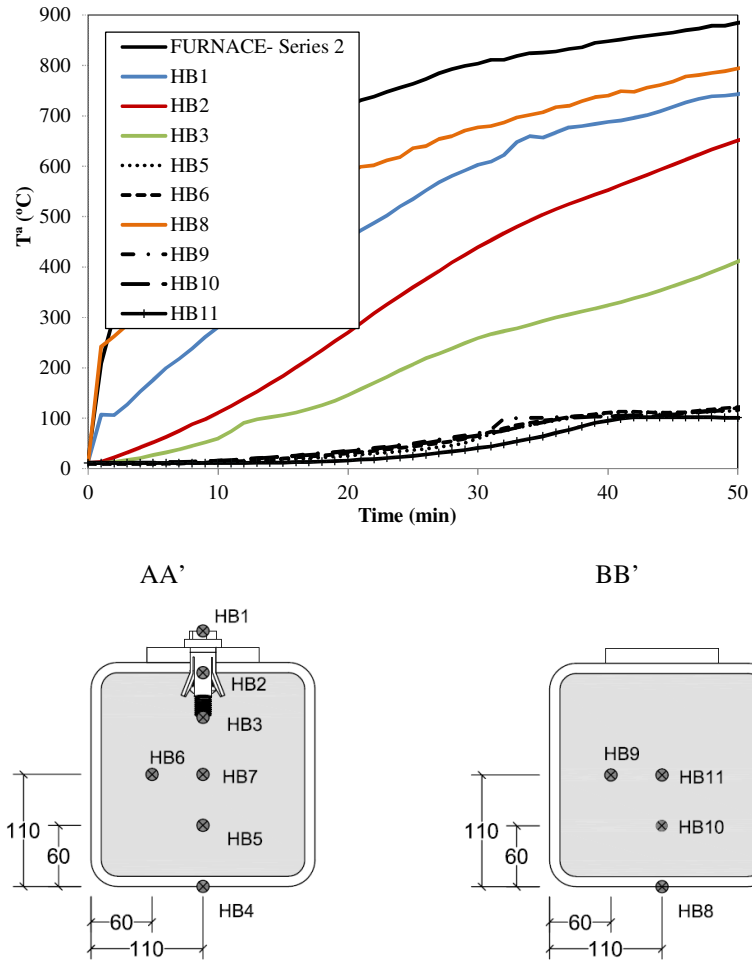 900
800
700
600
500
400
300
200
100
0
Tª (ºC)
FURNACE- Series 2
HB1
HB2
HB3
HB5
HB6
HB8
HB9
HB10
HB11
0 10 20 30 40 50
Time (min)
AA’ BB’
HB1
HB2
HB3
HB6 HB7
HB5
HB4
110
60
60
110
HB9 HB11
HB10
HB8
110
60
60
110